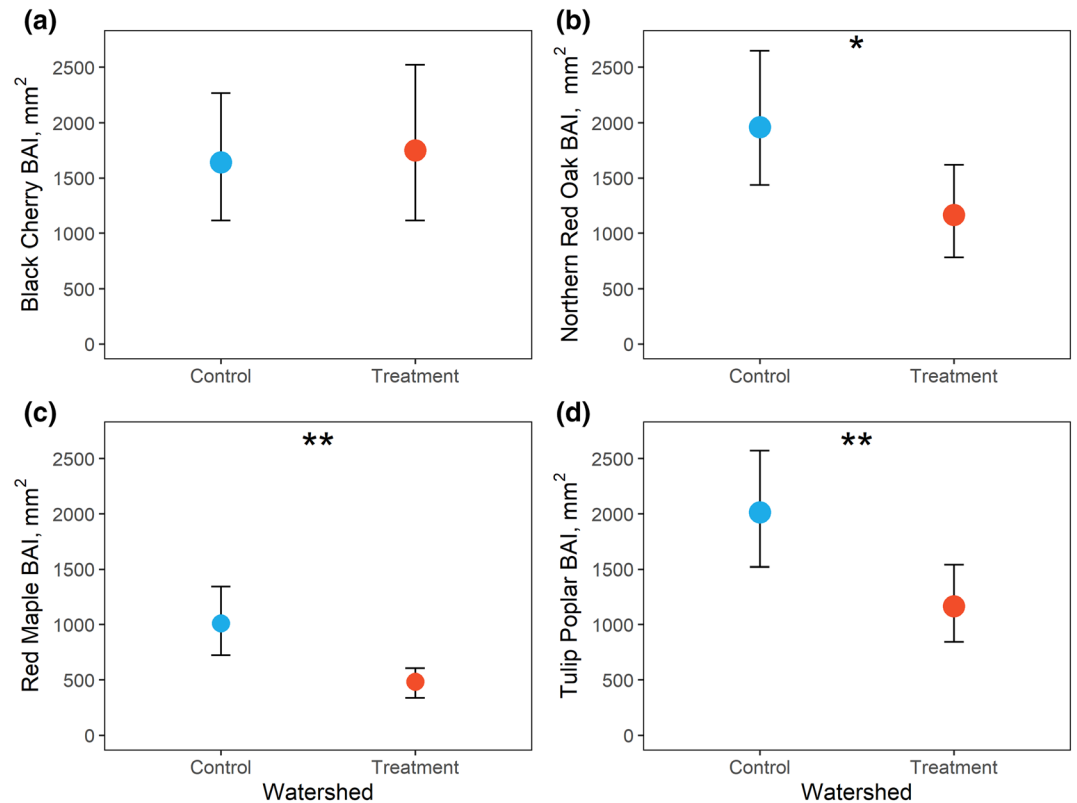 (a)
Black Cherry BAI, mm²
2500
2000
1500
1000
500
0
Control
Treatment
(b)
*
Northern Red Oak BAI, mm²
2500
2000
1500
1000
500
0
Control
Treatment
(c)
**
Red Maple BAI, mm²
2500
2000
1500
1000
500
0
Control
Treatment
Watershed
(d)
**
Tulip Poplar BAI, mm²
2500
2000
1500
1000
500
0
Control
Treatment
Watershed